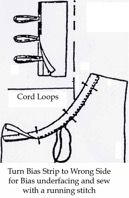 Cord Loops
Turn Bias Strip to Wrong Side
for Bias underfacing and sew
with a running stitch